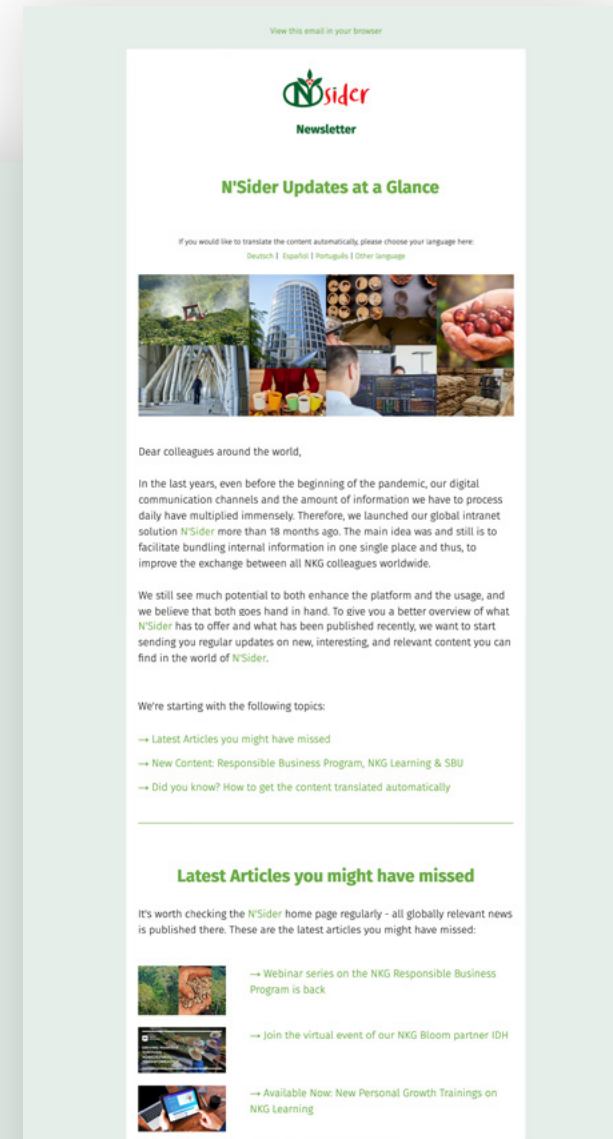 View this email in your browser
Nsider
Newsletter
N'Sider Updates at a Glance
If you would like to translate the content automatically, please choose your language here:
Deutsch | Español | Português | Other language
Dear colleagues around the world,
In the last years, even before the beginning of the pandemic, our digital
communication channels and the amount of information we have to process
daily have multiplied immensely. Therefore, we launched our global intranet
solution N'Sider more than 18 months ago. The main idea was and still is to
facilitate bundling internal information in one single place and thus, to
improve the exchange between all NKG colleagues worldwide.
We still see much potential to both enhance the platform and the usage, and
we believe that both goes hand in hand. To give you a better overview of what
N'Sider has to offer and what has been published recently, we want to start
sending you regular updates on new, interesting, and relevant content you can
find in the world of N'Sider.
We're starting with the following topics:
→ Latest Articles you might have missed
→ New Content: Responsible Business Program, NKG Learning & SBU
→ Did you know? How to get the content translated automatically
Latest Articles you might have missed
It's worth checking the N'Sider home page regularly - all globally relevant news
is published there. These are the latest articles you might have missed:
→ Webinar series on the NKG Responsible Business
Program is back
→ Join the virtual event of our NKG Bloom partner IDH
→ Available Now: New Personal Growth Trainings on
NKG Learning